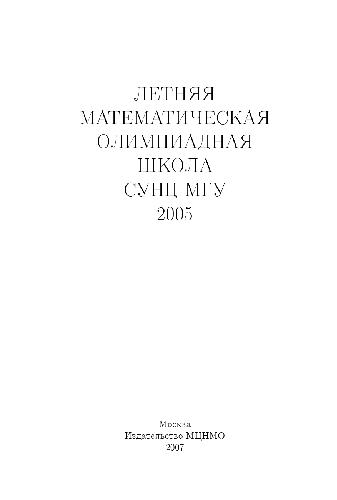 ЛЕТНЯЯ
МАТЕМАТИЧЕСКАЯ
ОЛИМПИАДНАЯ
ШКОЛА
СУНЦ МГУ
2005
Москва
Издательство МЦНМО
2007